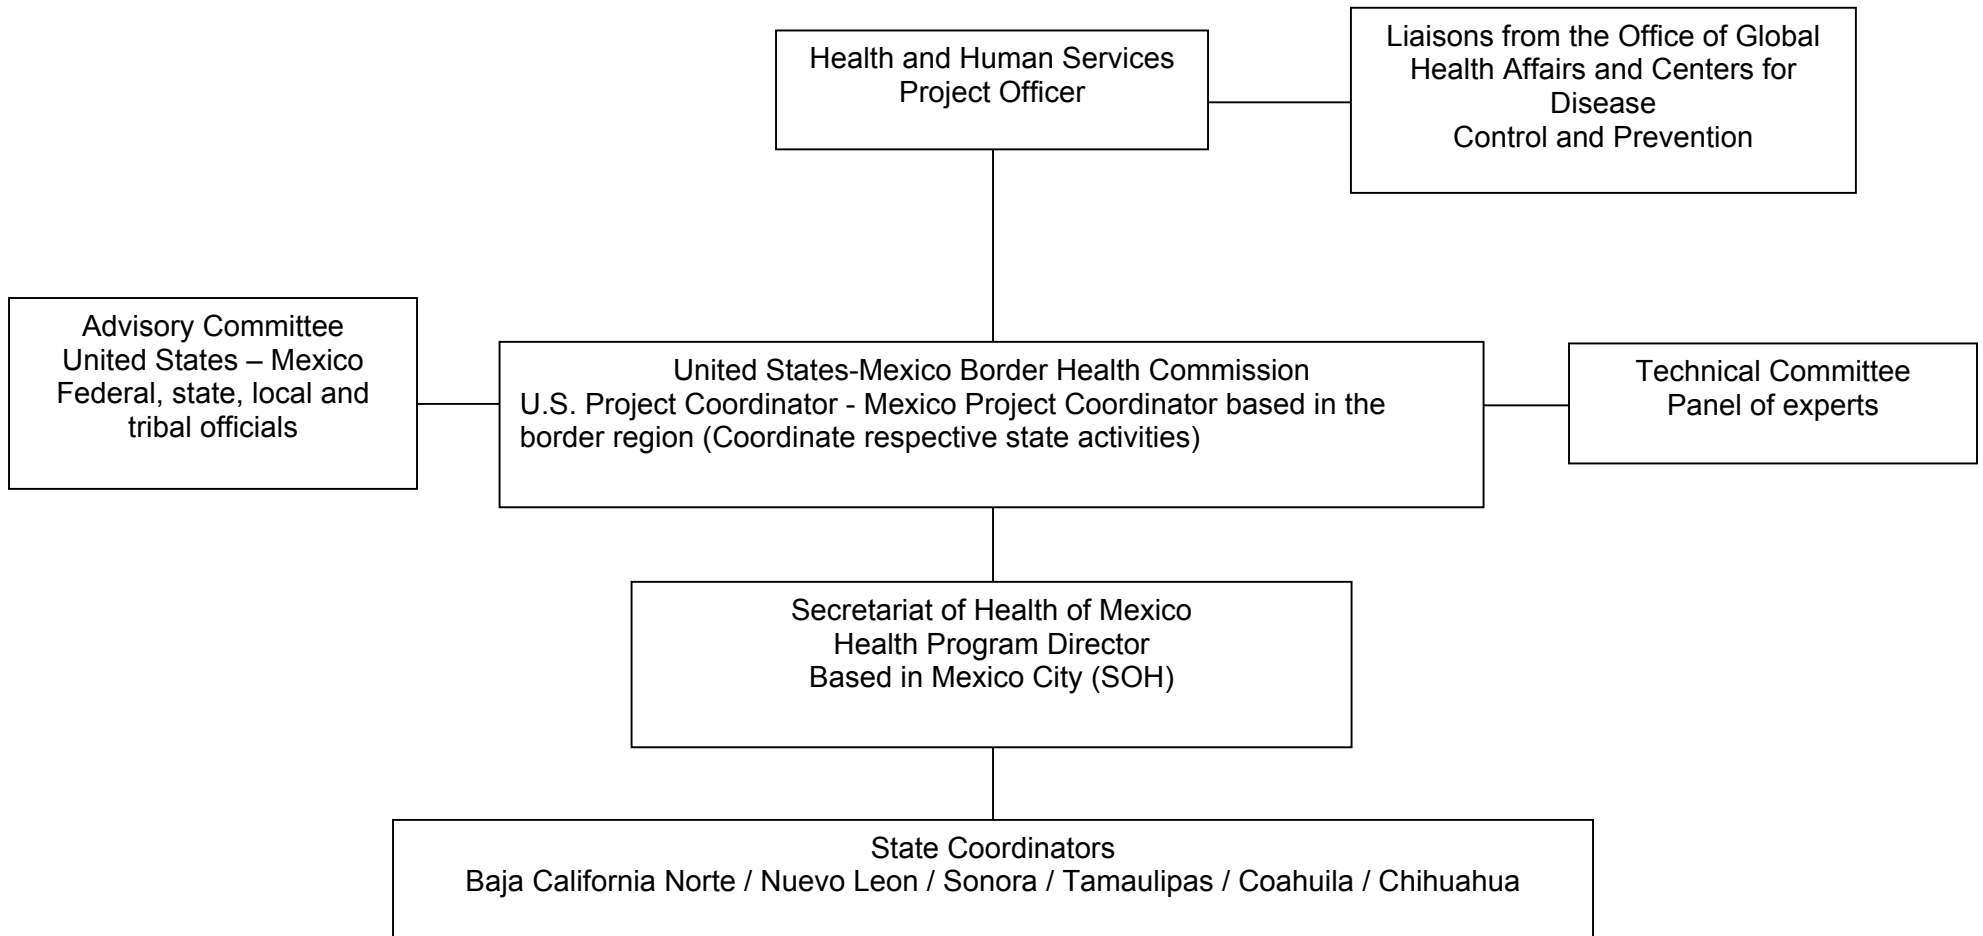 Health and Human Services
Project Officer
Liaisons from the Office of Global
Health Affairs and Centers for
Disease
Control and Prevention
Advisory Committee
United States – Mexico
Federal, state, local and
tribal officials
United States-Mexico Border Health Commission
U.S. Project Coordinator - Mexico Project Coordinator based in the
border region (Coordinate respective state activities)
Technical Committee
Panel of experts
Secretariat of Health of Mexico
Health Program Director
Based in Mexico City (SOH)
State Coordinators
Baja California Norte / Nuevo Leon / Sonora / Tamaulipas / Coahuila / Chihuahua